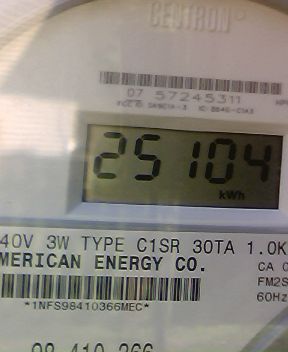 CENTRON
07 57245311
25104
kWh
40V 3W TYPE C1SR 30TA 1.0K
MERICAN ENERGY CO.
CA 0
FM2S
60Hz
*1NFS98410366MEC*
98 410 366